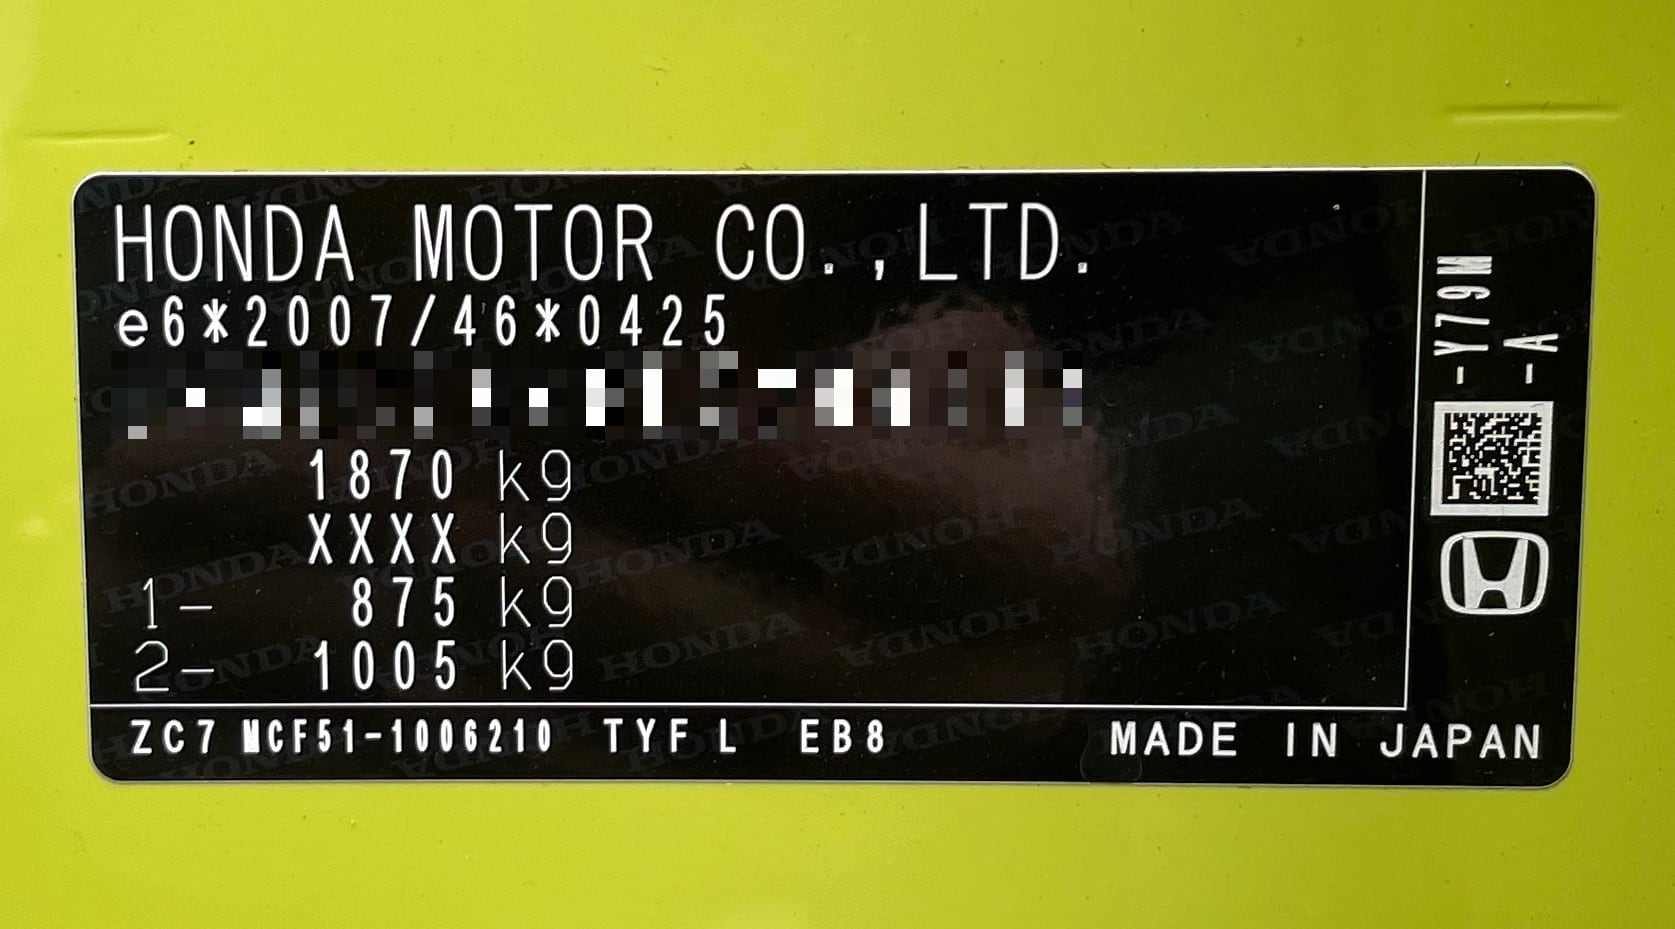 HONDA MOTOR CO.,LTD.
e6*2007/46*0425
1870 kg
XXXX kg
1- 875 kg
2- 1005 kg
ZC7 MCF51-1006210 TYF L EB8 MADE IN JAPAN
-Y79M
-A